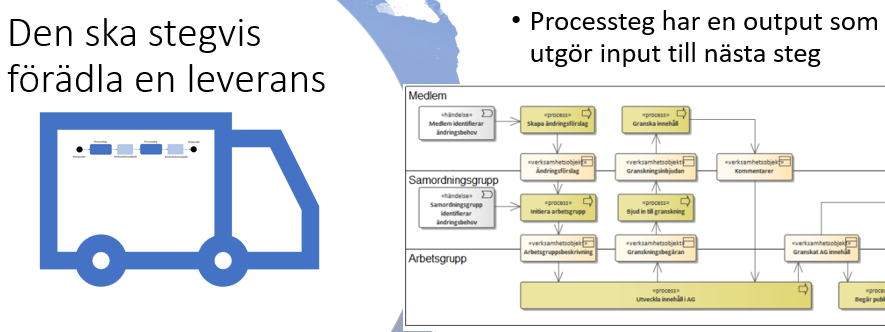 Den ska stegvis
förädla en leverans
• Processteg har en output som
utgör input till nästa steg
Medlem
«händelse»
Medlem identifierar
ändringsbehov
«process»
Skapa ändringsförslag
«process»
Granska innehåll
«verksamhetsobjekt»
Ändringsförslag
«verksamhetsobjekt»
Granskningsinbjudan
«verksamhetsobjekt»
Kommentarer
Samordningsgrupp
«händelse»
Samordningsgrupp
identifierar
ändringsbehov
«process»
Initiera arbetsgrupp
«process»
Bjud in till granskning
«verksamhetsobjekt»
Arbetsgruppsbeskrivning
«verksamhetsobjekt»
Granskningsbegäran
«verksamhetsobjekt»
Granskat AG innehåll
Arbetsgrupp
«process»
Utveckla innehåll i AG
«proce
Begär publ